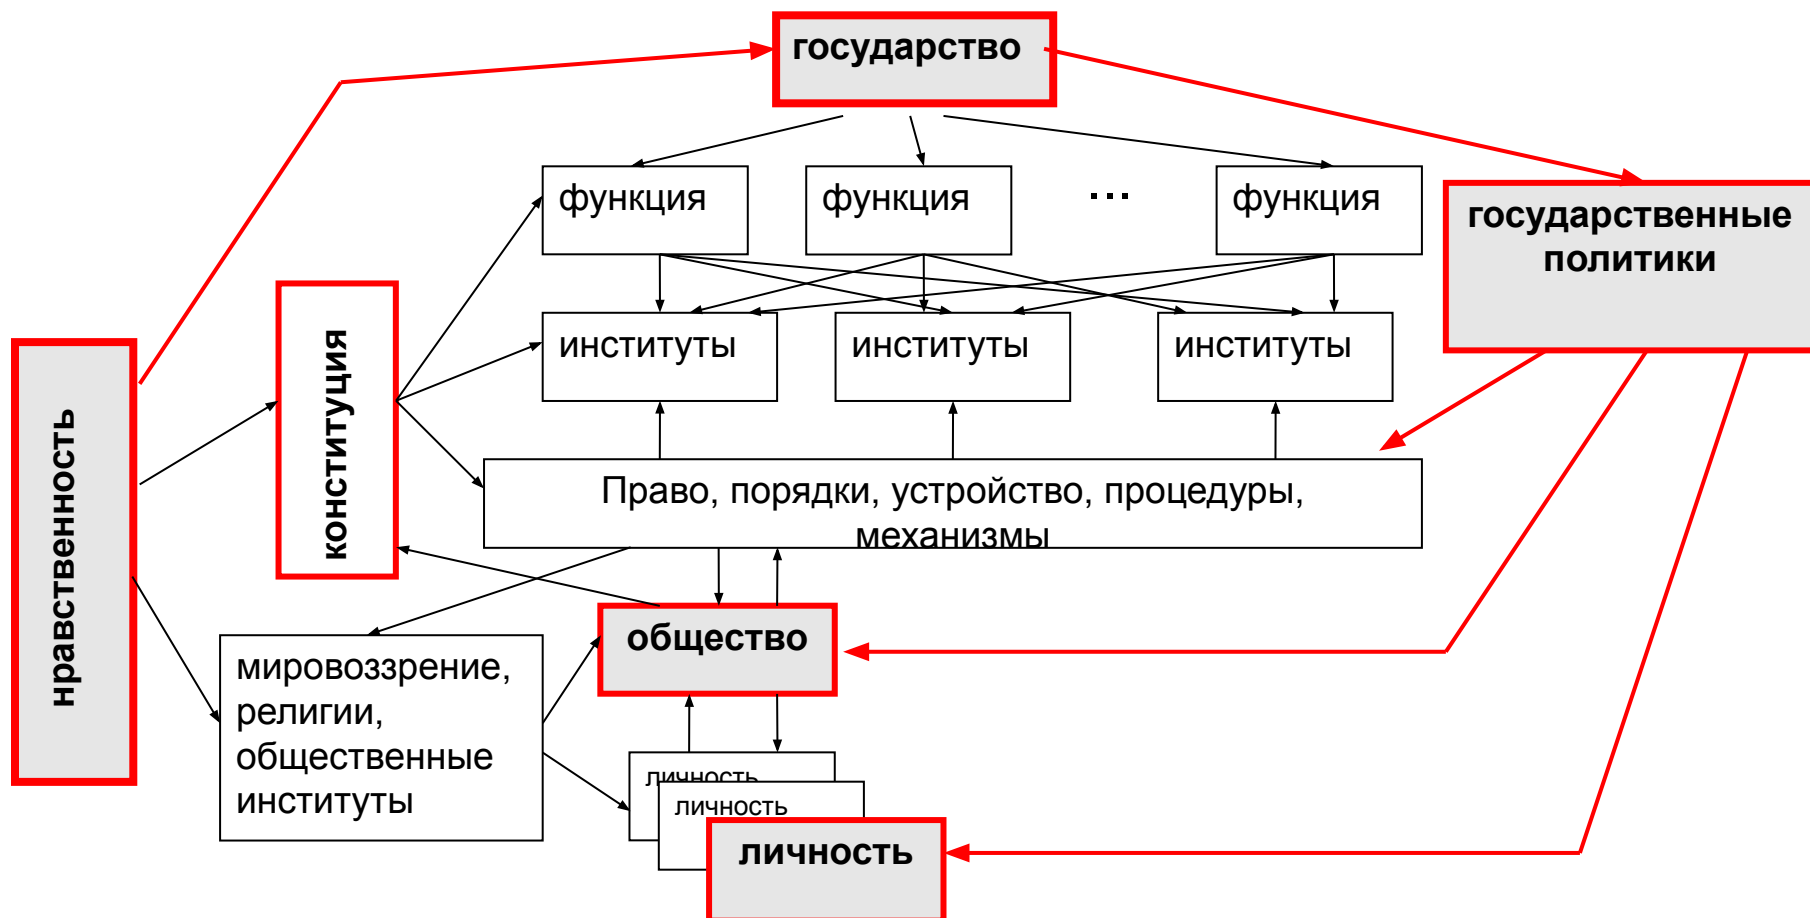 государство
функция
функция
...
функция
государственные
политики
институты
институты
институты
конституция
нравственность
Право, порядки, устройство, процедуры,
механизмы
общество
мировоззрение,
религии,
общественные
институты
личность
личность
личность